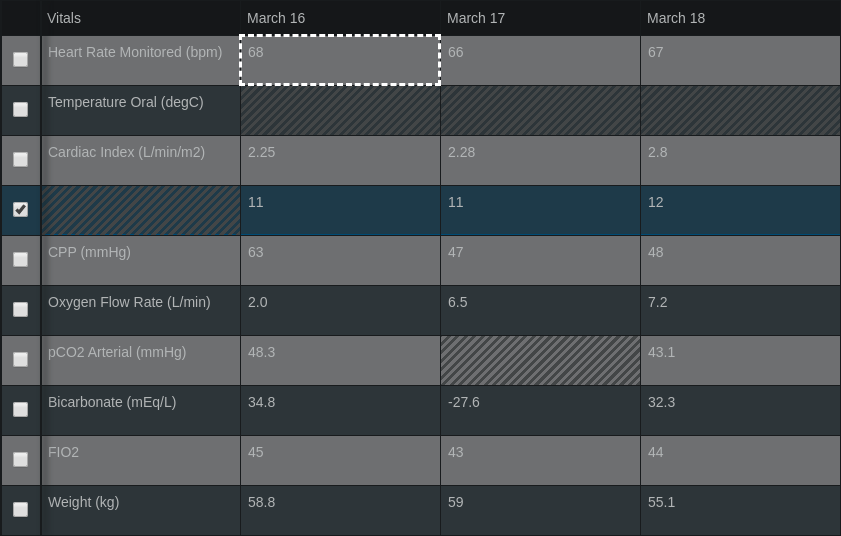 Vitals March 16 March 17 March 18
Heart Rate Monitored (bpm) 68 66 67
Temperature Oral (degC)
Cardiac Index (L/min/m2) 2.25 2.28 2.8
11 11 12
CPP (mmHg) 63 47 48
Oxygen Flow Rate (L/min) 2.0 6.5 7.2
pCO2 Arterial (mmHg) 48.3 43.1
Bicarbonate (mEq/L) 34.8 -27.6 32.3
FIO2 45 43 44
Weight (kg) 58.8 59 55.1